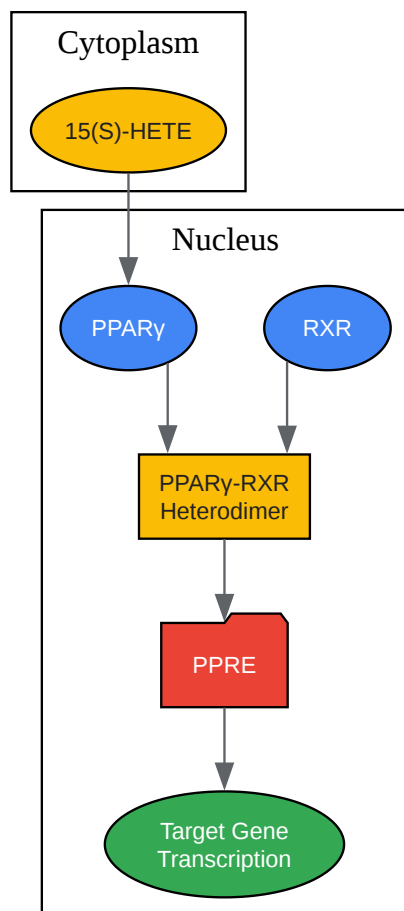 Cytoplasm
15(S)-HETE
Nucleus
PPARγ
RXR
PPARγ-RXR
Heterodimer
PPRE
Target Gene
Transcription